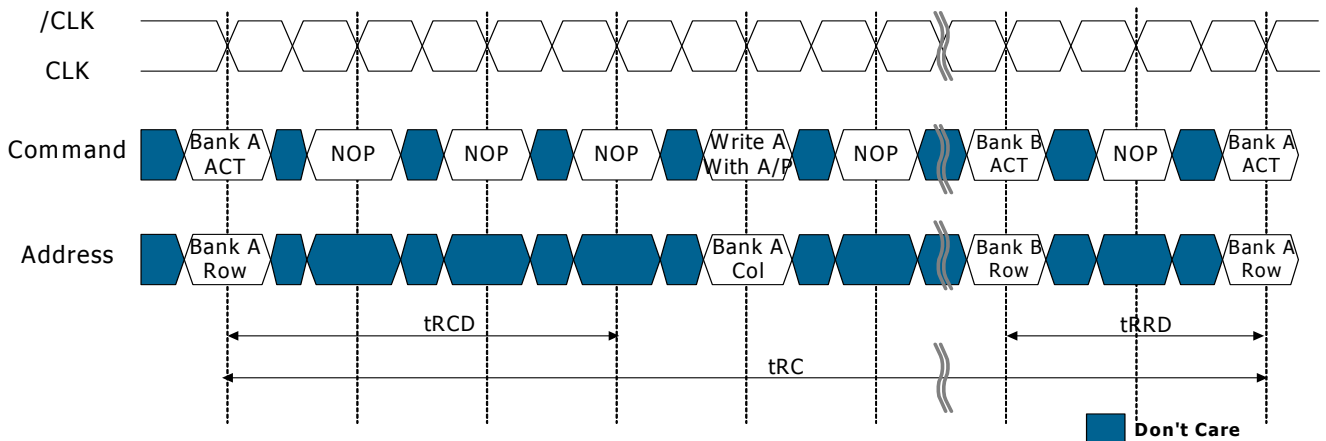 /CLK
CLK
Command
Bank A
ACT
NOP
NOP
NOP
Write A
With A/P
NOP
Bank B
ACT
NOP
Bank A
ACT
Address
Bank A
Row
Bank A
Col
Bank B
Row
Bank A
Row
tRCD
tRRD
tRC
Don't Care